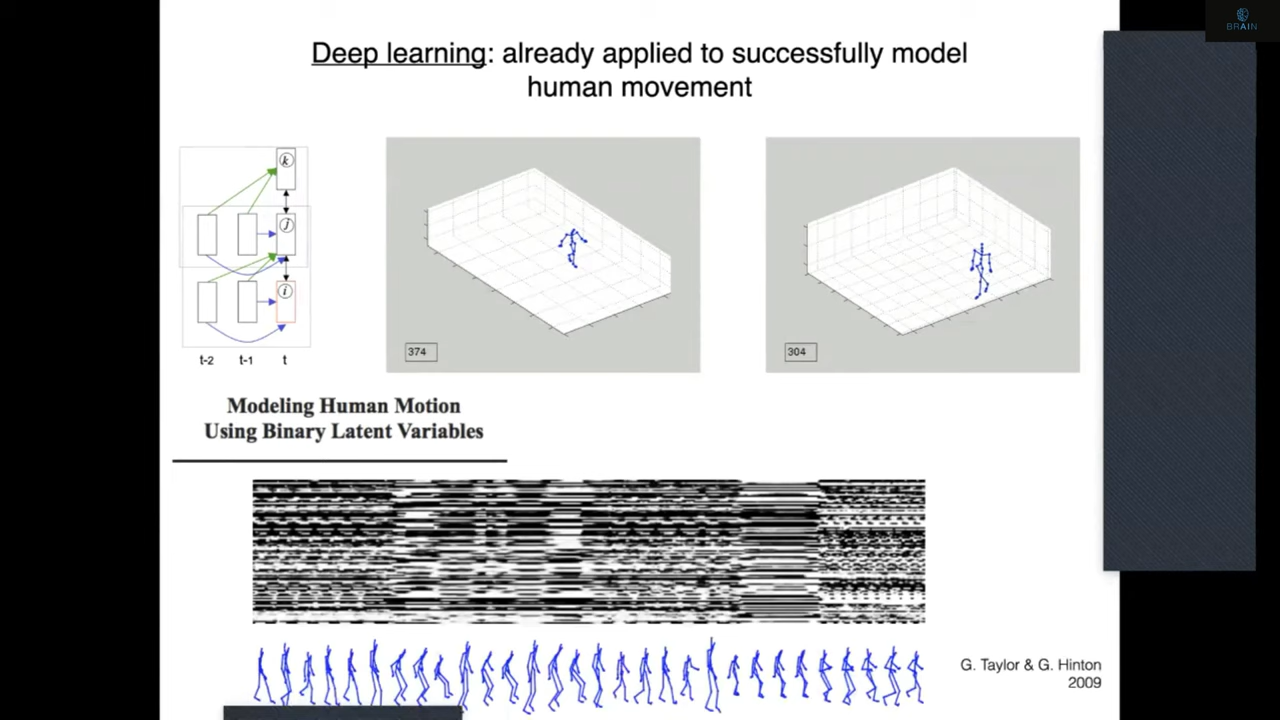 BRAIN
Deep learning: already applied to successfully model
human movement
k
j
i
t-2 t-1 t
374
304
Modeling Human Motion
Using Binary Latent Variables
G. Taylor & G. Hinton
2009